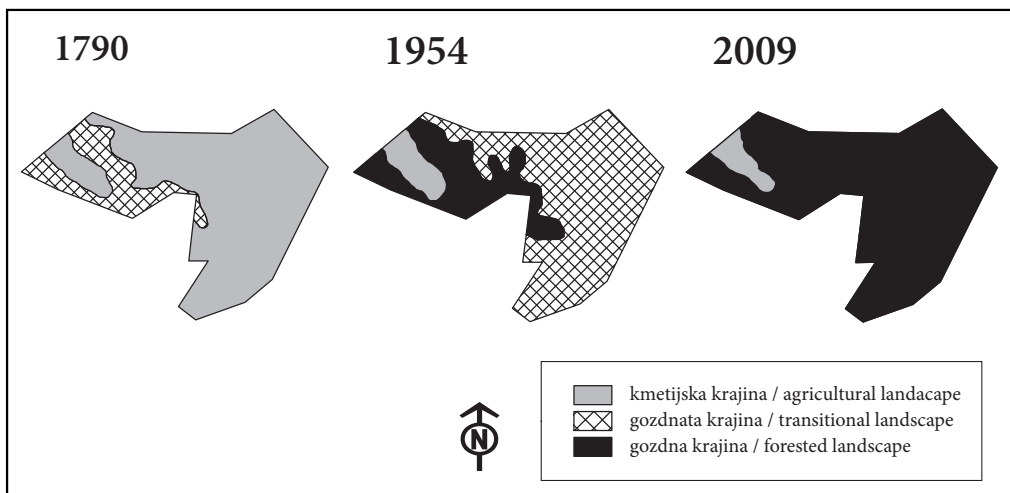 1790 1954 2009
kmetijska krajina / agricultural landacape
gozdnata krajina / transitional landscape
gozdna krajina / forested landscape
N